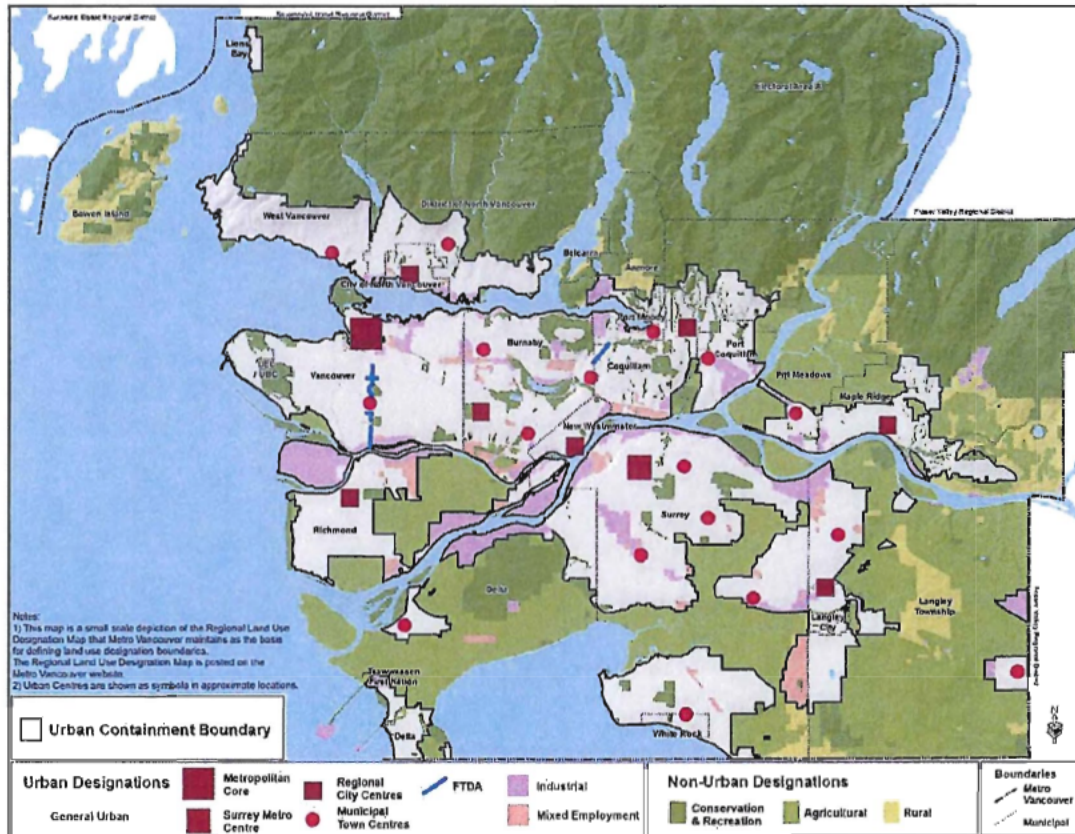 Electoral Area A
Lions
Bay
Bowen Island
West Vancouver
District of North Vancouver
Fraser Valley Regional District
City of North Vancouver
Belcarra
Anmore
Port Moody
Burnaby
Port
Coquitlam
Coquitlam
Vancouver
UEL
/ UBC
Pitt Meadows
Maple Ridge
New Westminster
Richmond
Surrey
Delta
Langley
Township
Langley
City
Tsawwassen
First Nation
Delta
White Rock
N
Notes:
1) This map is a small scale depiction of the Regional Land Use
Designation Map that Metro Vancouver maintains as the basis
for defining land use designation boundaries.
The Regional Land Use Designation Map is posted on the
Metro Vancouver website.
2) Urban Centres are shown as symbols in approximate locations.
Urban Containment Boundary
Urban Designations
General Urban
Metropolitan
Core
Surrey Metro
Centre
Regional
City Centres
Municipal
Town Centres
FTDA
Industrial
Mixed Employment
Non-Urban Designations
Conservation
& Recreation
Agricultural
Rural
Boundaries
Metro
Vancouver
Municipal